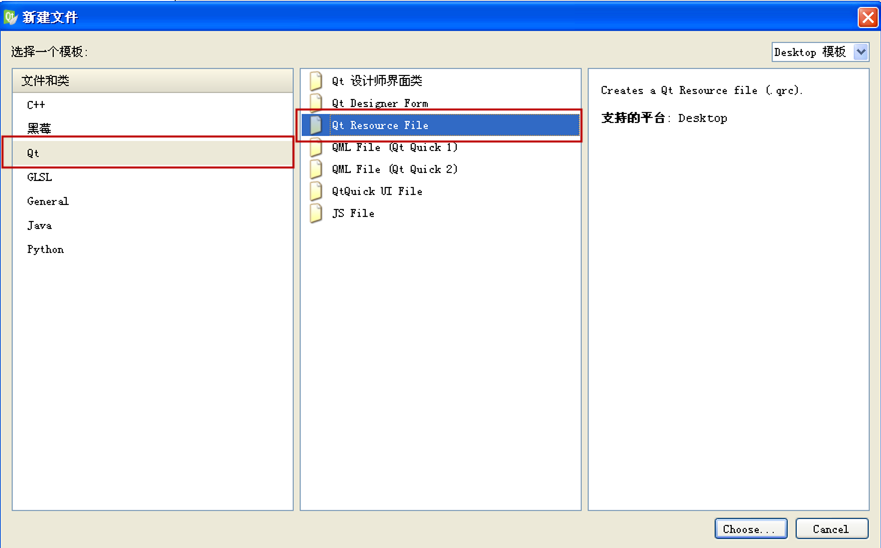 新建文件
选择一个模板:
Desktop 模板
文件和类
C++
黑莓
Qt
GLSL
General
Java
Python
Qt 设计师界面类
Qt Designer Form
Qt Resource File
QML File (Qt Quick 1)
QML File (Qt Quick 2)
QtQuick UI File
JS File
Creates a Qt Resource file (.qrc).
支持的平台: Desktop
Choose...
Cancel